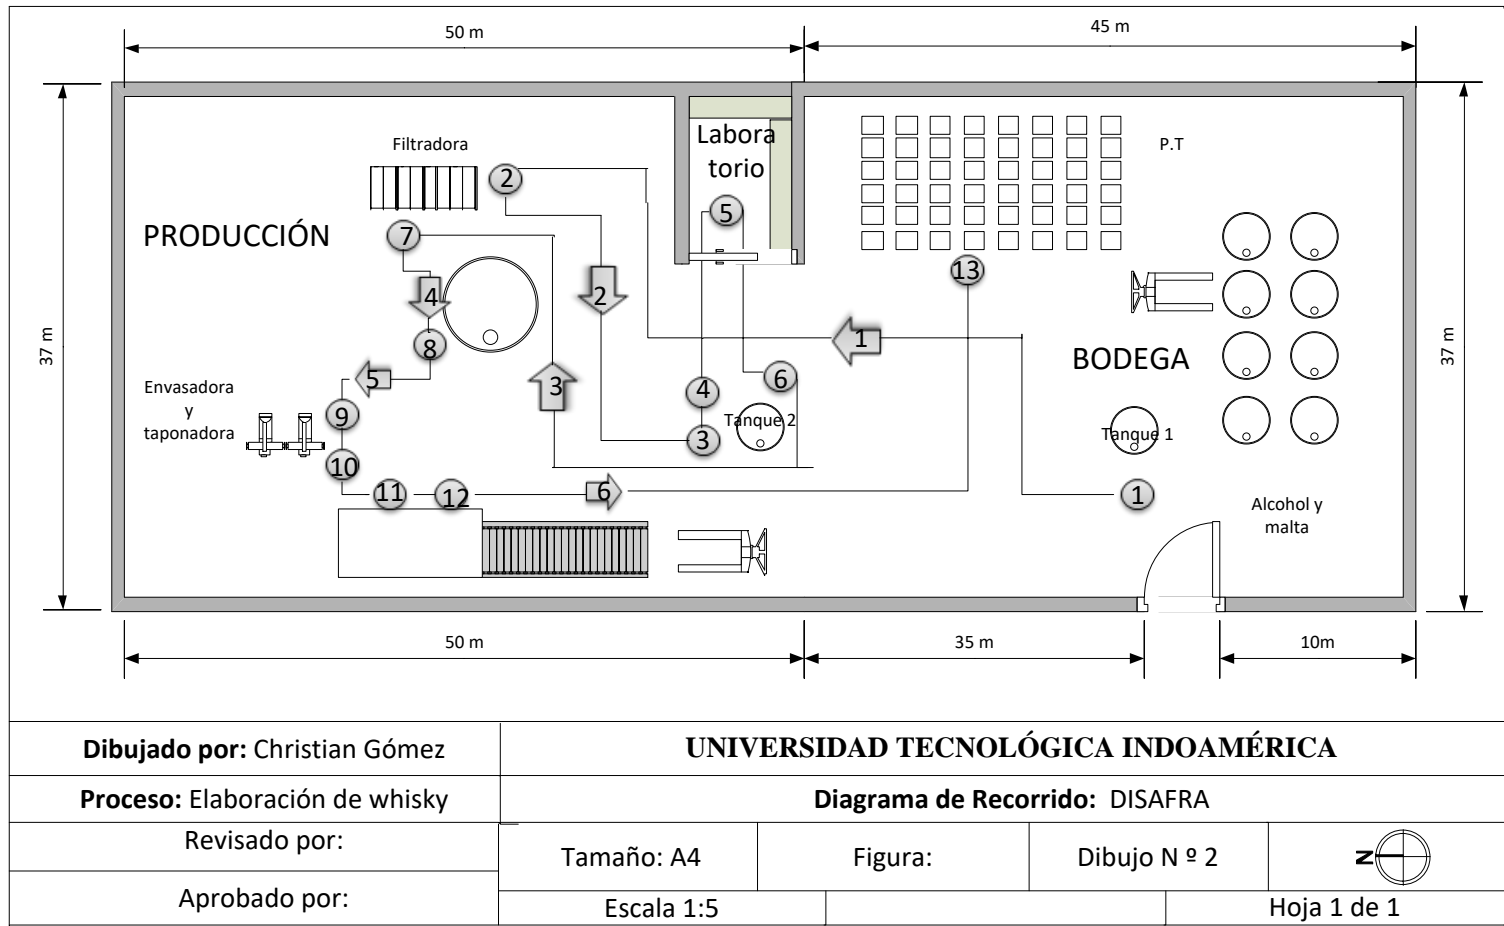 50 m
45 m
Filtradora
Labora
torio
P.T
2
5
PRODUCCIÓN
7
13
4
2
1
8
37 m
37 m
BODEGA
5
3
4
6
Envasadora
y
taponadora
9
Tanque 2
3
Tanque 1
10
11
12
6
1
Alcohol y
malta
50 m
35 m
10m
Dibujado por: Christian Gómez
UNIVERSIDAD TECNOLÓGICA INDOAMÉRICA
Proceso: Elaboración de whisky
Diagrama de Recorrido: DISAFRA
Revisado por:
Tamaño: A4
Figura:
Dibujo N º 2
N
Aprobado por:
Escala 1:5
Hoja 1 de 1